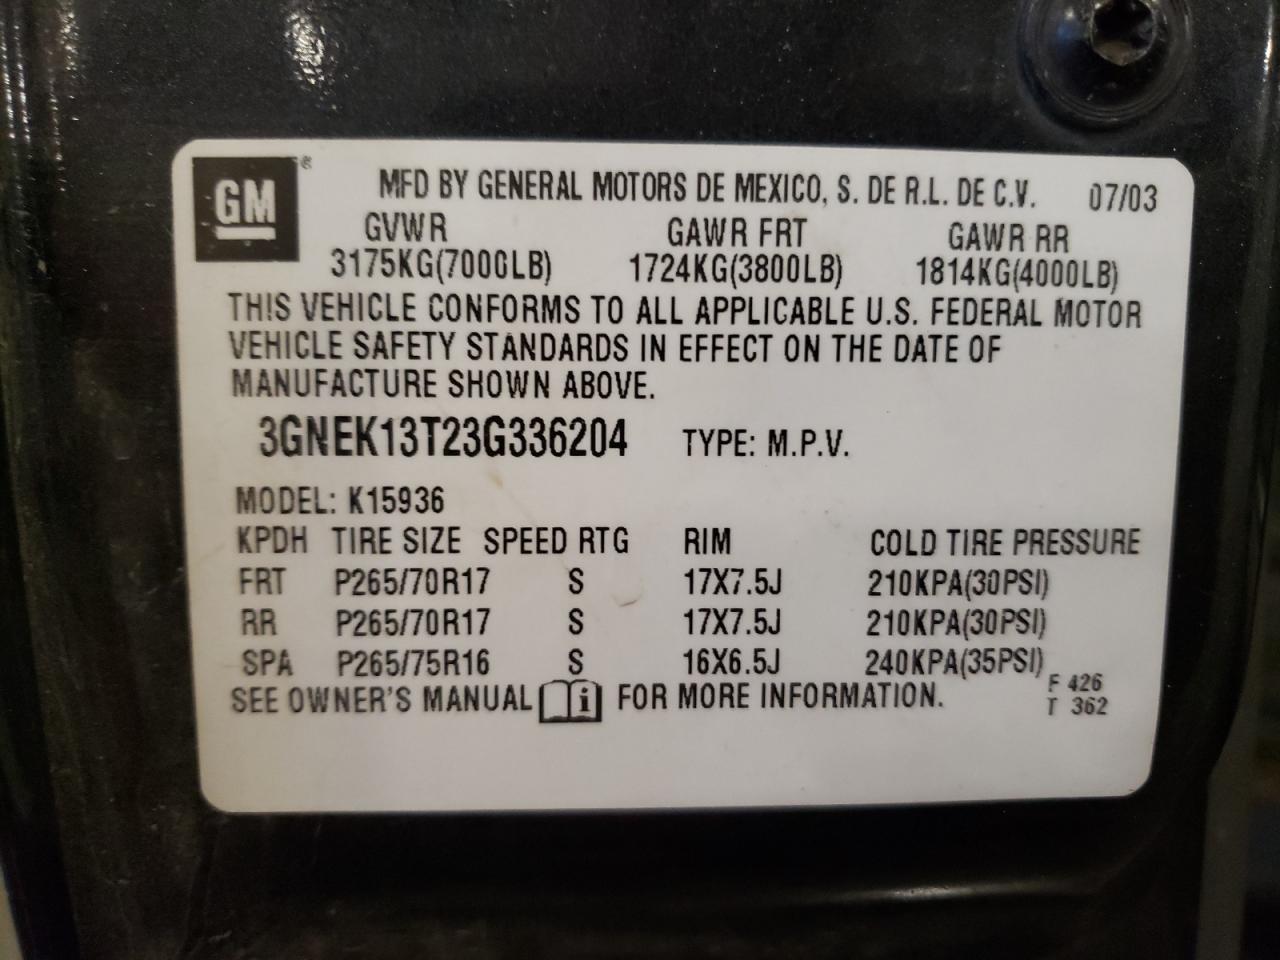 GM®
MFD BY GENERAL MOTORS DE MEXICO, S. DE R.L. DE C.V. 07/03
GVWR GAWR FRT GAWR RR
3175KG(7000LB) 1724KG(3800LB) 1814KG(4000LB)
THIS VEHICLE CONFORMS TO ALL APPLICABLE U.S. FEDERAL MOTOR
VEHICLE SAFETY STANDARDS IN EFFECT ON THE DATE OF
MANUFACTURE SHOWN ABOVE.
3GNEK13T23G336204 TYPE: M.P.V.
MODEL: K15936
KPDH TIRE SIZE SPEED RTG RIM COLD TIRE PRESSURE
FRT P265/70R17 S 17X7.5J 210KPA(30PSI)
RR P265/70R17 S 17X7.5J 210KPA(30PSI)
SPA P265/75R16 S 16X6.5J 240KPA(35PSI)
SEE OWNER'S MANUAL i FOR MORE INFORMATION.
F 426
T 362